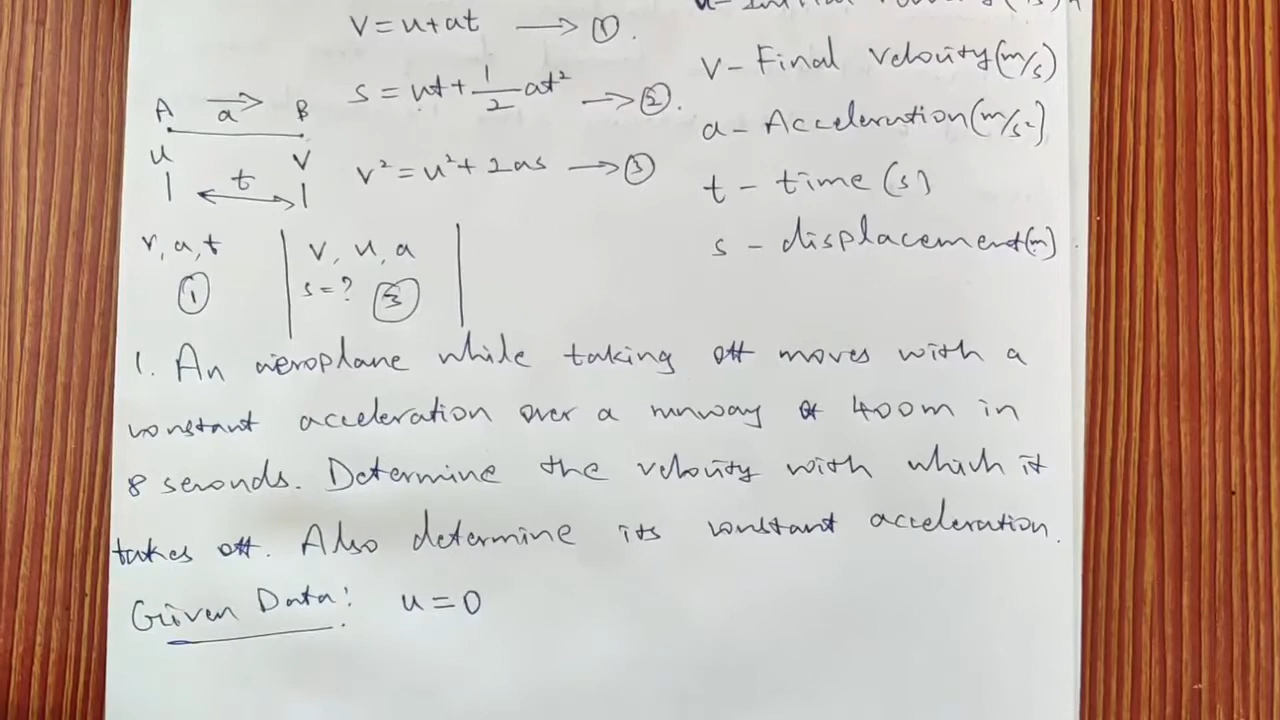 v = u + at → ①.
s = ut + 1/2 at² → ②.
v² = u² + 2as → ③
A a→ B
u v
t
u - Initial
v - Final velocity (m/s)
a - Acceleration (m/s²)
t - time (s)
s - displacement (m).
v, a, t
①
v, u, a
s = ? ③
1. An aeroplane while taking off moves with a
constant acceleration over a runway of 400m in
8 seconds. Determine the velocity with which it
takes off. Also determine its constant acceleration.
Given Data: u = 0